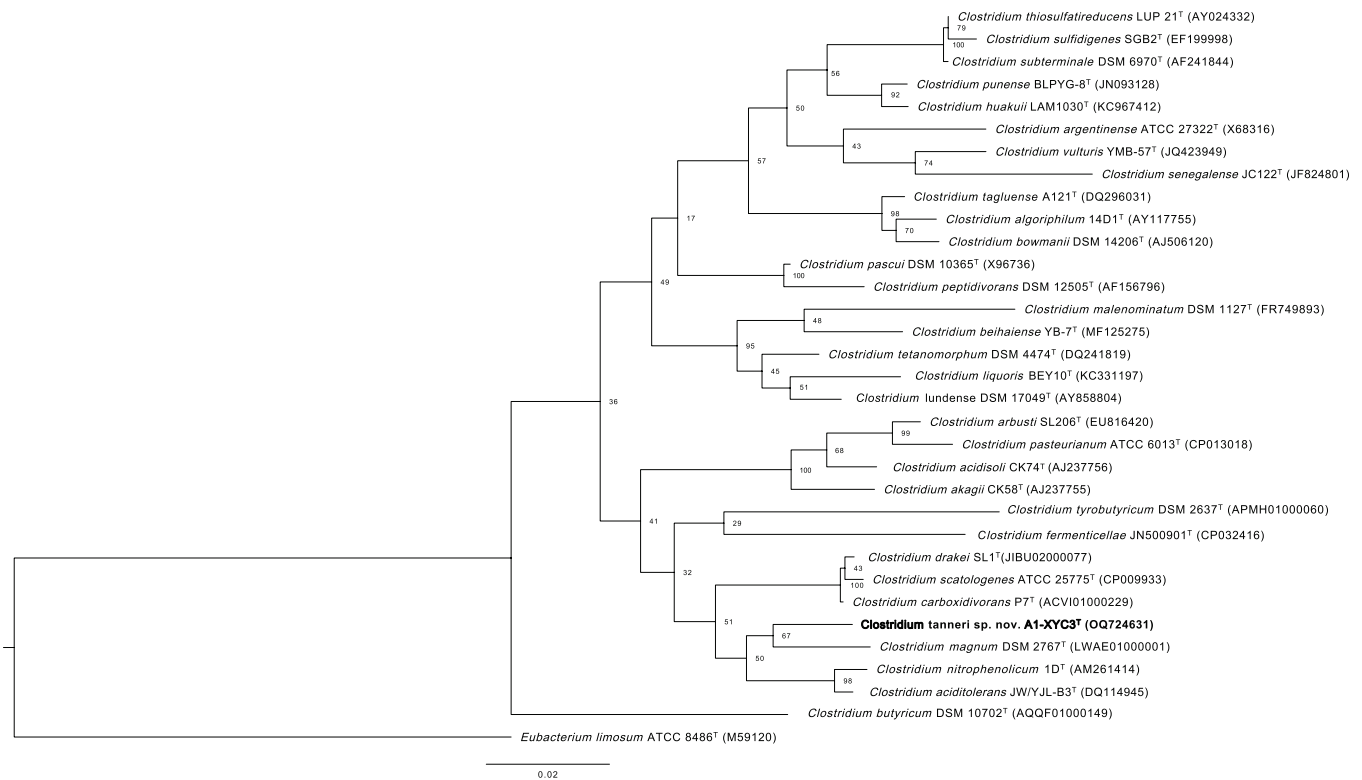 Clostridium thiosulfatireducens LUP 21ᵀ (AY024332)
79
Clostridium sulfidigenes SGB2ᵀ (EF199998)
100
Clostridium subterminale DSM 6970ᵀ (AF241844)
56
Clostridium punense BLPYG-8ᵀ (JN093128)
92
Clostridium huakuii LAM1030ᵀ (KC967412)
50
Clostridium argentinense ATCC 27322ᵀ (X68316)
43
Clostridium vulturis YMB-57ᵀ (JQ423949)
57
74
Clostridium senegalense JC122ᵀ (JF824801)
Clostridium tagluense A121ᵀ (DQ296031)
98
17
Clostridium algoriphilum 14D1ᵀ (AY117755)
70
Clostridium bowmanii DSM 14206ᵀ (AJ506120)
Clostridium pascui DSM 10365ᵀ (X96736)
100
49
Clostridium peptidivorans DSM 12505ᵀ (AF156796)
Clostridium malenominatum DSM 1127ᵀ (FR749893)
48
Clostridium beihaiense YB-7ᵀ (MF125275)
95
Clostridium tetanomorphum DSM 4474ᵀ (DQ241819)
45
Clostridium liquoris BEY10ᵀ (KC331197)
51
Clostridium lundense DSM 17049ᵀ (AY858804)
36
Clostridium arbusti SL206ᵀ (EU816420)
99
Clostridium pasteurianum ATCC 6013ᵀ (CP013018)
68
Clostridium acidisoli CK74ᵀ (AJ237756)
100
Clostridium akagii CK58ᵀ (AJ237755)
Clostridium tyrobutyricum DSM 2637ᵀ (APMH01000060)
41
29
Clostridium fermenticellae JN500901ᵀ (CP032416)
Clostridium drakei SL1ᵀ(JIBU02000077)
43
32
Clostridium scatologenes ATCC 25775ᵀ (CP009933)
100
Clostridium carboxidivorans P7ᵀ (ACVI01000229)
51
Clostridium tanneri sp. nov. A1-XYC3ᵀ (OQ724631)
67
Clostridium magnum DSM 2767ᵀ (LWAE01000001)
50
Clostridium nitrophenolicum 1Dᵀ (AM261414)
98
Clostridium aciditolerans JW/YJL-B3ᵀ (DQ114945)
Clostridium butyricum DSM 10702ᵀ (AQQF01000149)
Eubacterium limosum ATCC 8486ᵀ (M59120)
0.02